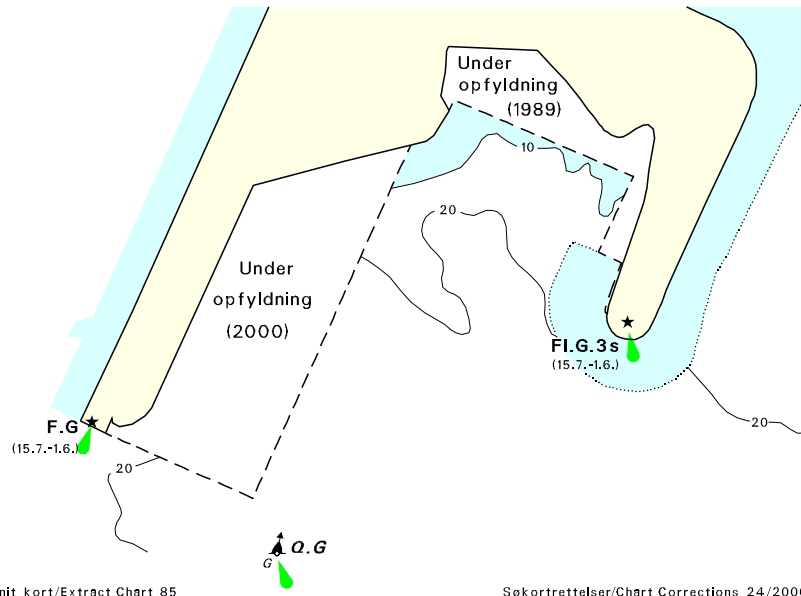 Under
opfyldning
(1989)
10
20
Under
opfyldning
(2000)
Fl.G.3s
(15.7.-1.6.)
F.G
(15.7.-1.6.)
20
20
Q.G
G
nit kort/Extract Chart 85
Søkortrettelser/Chart Corrections 24/2000